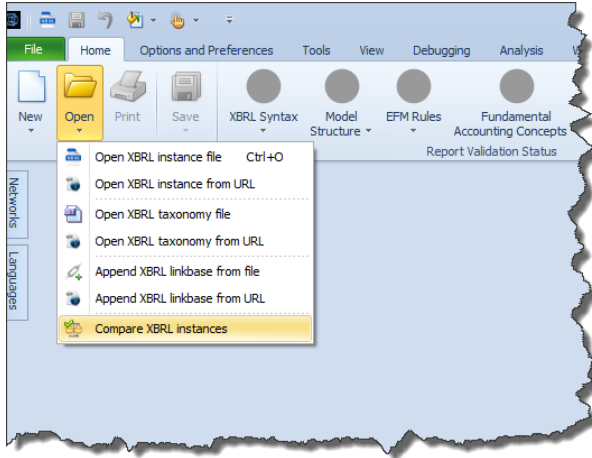 File Home Options and Preferences Tools View Debugging Analysis
New Open Print Save XBRL Syntax Model Structure EFM Rules Fundamental Accounting Concepts
Report Validation Status
Open XBRL instance file Ctrl+O
Open XBRL instance from URL
Open XBRL taxonomy file
Open XBRL taxonomy from URL
Append XBRL linkbase from file
Append XBRL linkbase from URL
Compare XBRL instances
Networks
Languages